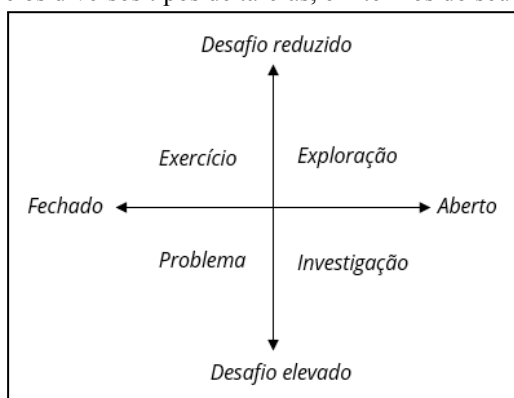 Desafio reduzido
Exercício Exploração
Fechado Aberto
Problema Investigação
Desafio elevado